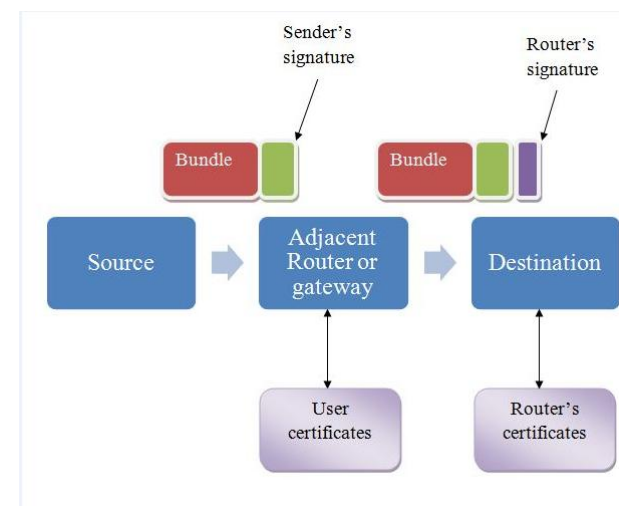 Sender's
signature
Router's
signature
Bundle
Bundle
Source
Adjacent
Router or
gateway
Destination
User
certificates
Router's
certificates